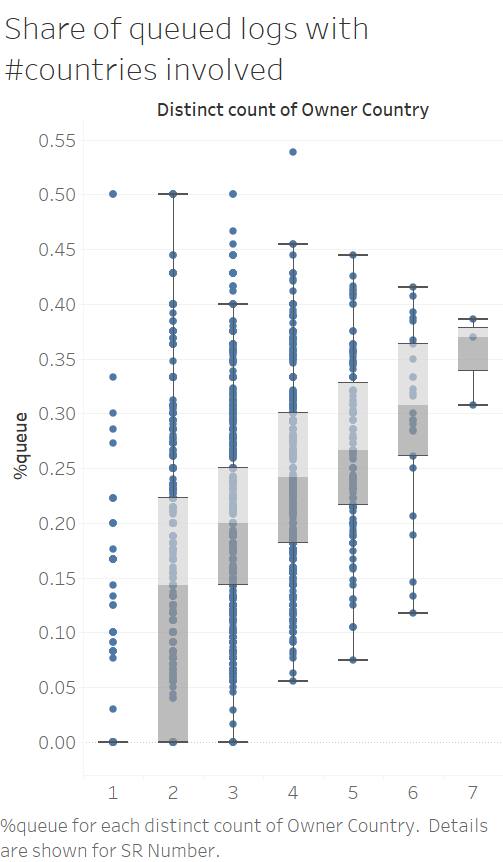 Share of queued logs with
#countries involved
Distinct count of Owner Country
0.55
0.50
0.45
0.40
0.35
0.30
0.25
0.20
0.15
0.10
0.05
0.00
%queue
1 2 3 4 5 6 7
%queue for each distinct count of Owner Country. Details
are shown for SR Number.